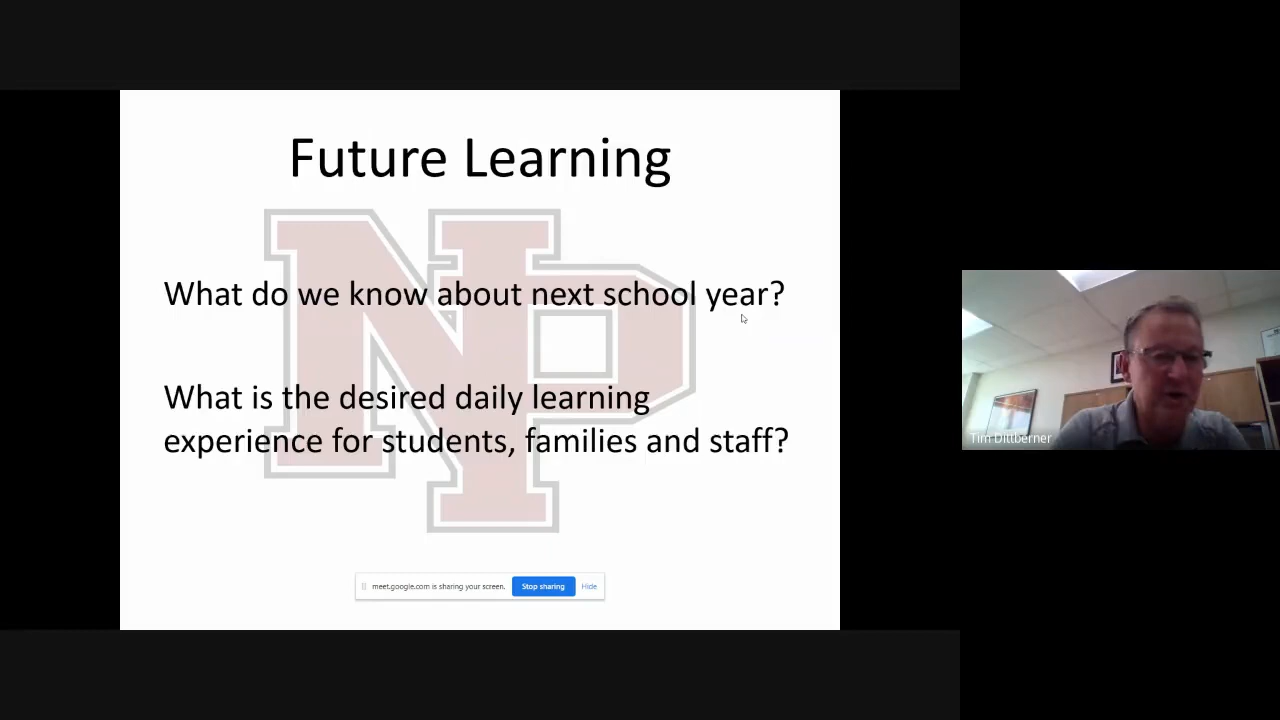 Future Learning
What do we know about next school year?
What is the desired daily learning
experience for students, families and staff?
NP
meet.google.com is sharing your screen.
Stop sharing
Hide
Tim Dittberner